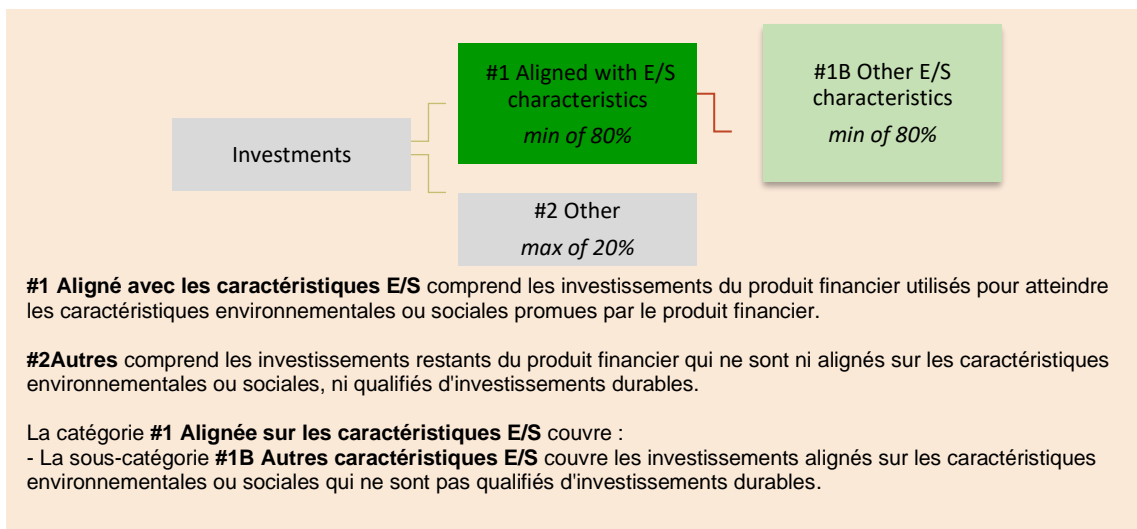 #1 Aligned with E/S
characteristics
min of 80%
#1B Other E/S
characteristics
min of 80%
Investments
#2 Other
max of 20%
#1 Aligné avec les caractéristiques E/S comprend les investissements du produit financier utilisés pour atteindre
les caractéristiques environnementales ou sociales promues par le produit financier.
#2Autres comprend les investissements restants du produit financier qui ne sont ni alignés sur les caractéristiques
environnementales ou sociales, ni qualifiés d'investissements durables.
La catégorie #1 Alignée sur les caractéristiques E/S couvre :
- La sous-catégorie #1B Autres caractéristiques E/S couvre les investissements alignés sur les caractéristiques
environnementales ou sociales qui ne sont pas qualifiés d'investissements durables.